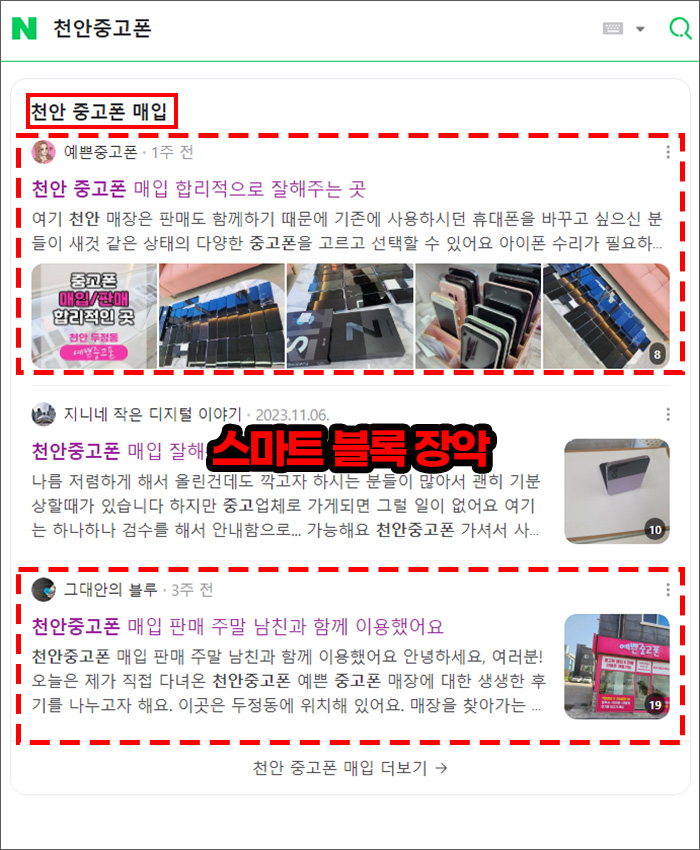 N 천안중고폰
천안 중고폰 매입
예쁜중고폰 · 1주 전
천안 중고폰 매입 합리적으로 잘해주는 곳
여기 천안 매장은 판매도 함께하기 때문에 기존에 사용하시던 휴대폰을 바꾸고 싶으신 분
들이 새것 같은 상태의 다양한 중고폰을 고르고 선택할 수 있어요 아이폰 수리가 필요하...
중고폰
매입/판매
합리적인 곳
천안 두정동
예쁜중고폰
8
지니네 작은 디지털 이야기 · 2023.11.06.
천안중고폰 매입 잘해
스마트 블록 장악
나름 저렴하게 해서 올린건데도 깍고자 하시는 분들이 많아서 괜히 기분
상할때가 있습니다 하지만 중고업체로 가게되면 그럴 일이 없어요 여기
는 하나하나 검수를 해서 안내함으로... 가능해요 천안중고폰 가셔서 사...
10
그대안의 블루 · 3주 전
천안중고폰 매입 판매 주말 남친과 함께 이용했어요
천안중고폰 매입 판매 주말 남친과 함께 이용했어요 안녕하세요, 여러분!
오늘은 제가 직접 다녀온 천안중고폰 예쁜 중고폰 매장에 대한 생생한 후
기를 나누고자 해요. 이곳은 두정동에 위치해 있어요. 매장을 찾아가는 ...
예쁜중고폰
19
천안 중고폰 매입 더보기 →